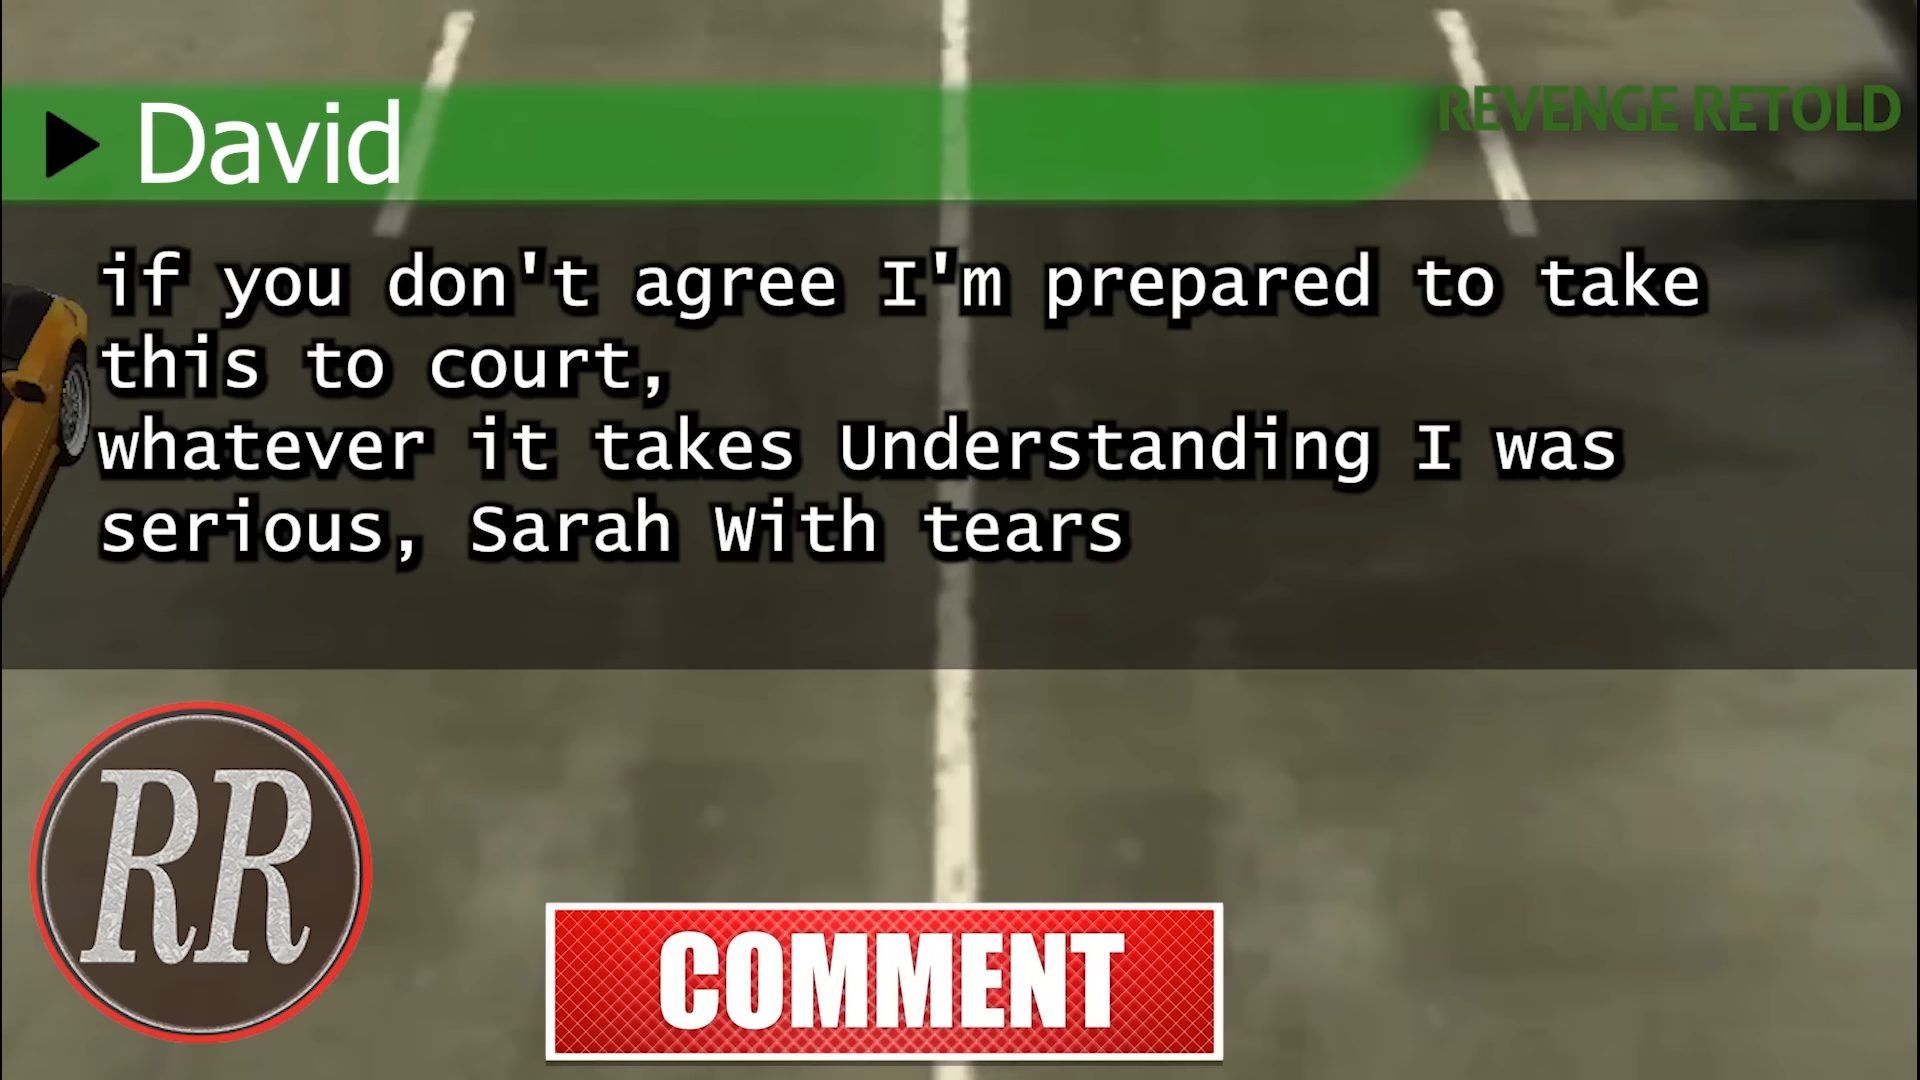 David
REVENGE RETOLD
if you don't agree I'm prepared to take
this to court,
whatever it takes Understanding I was
serious, Sarah With tears
RR
COMMENT